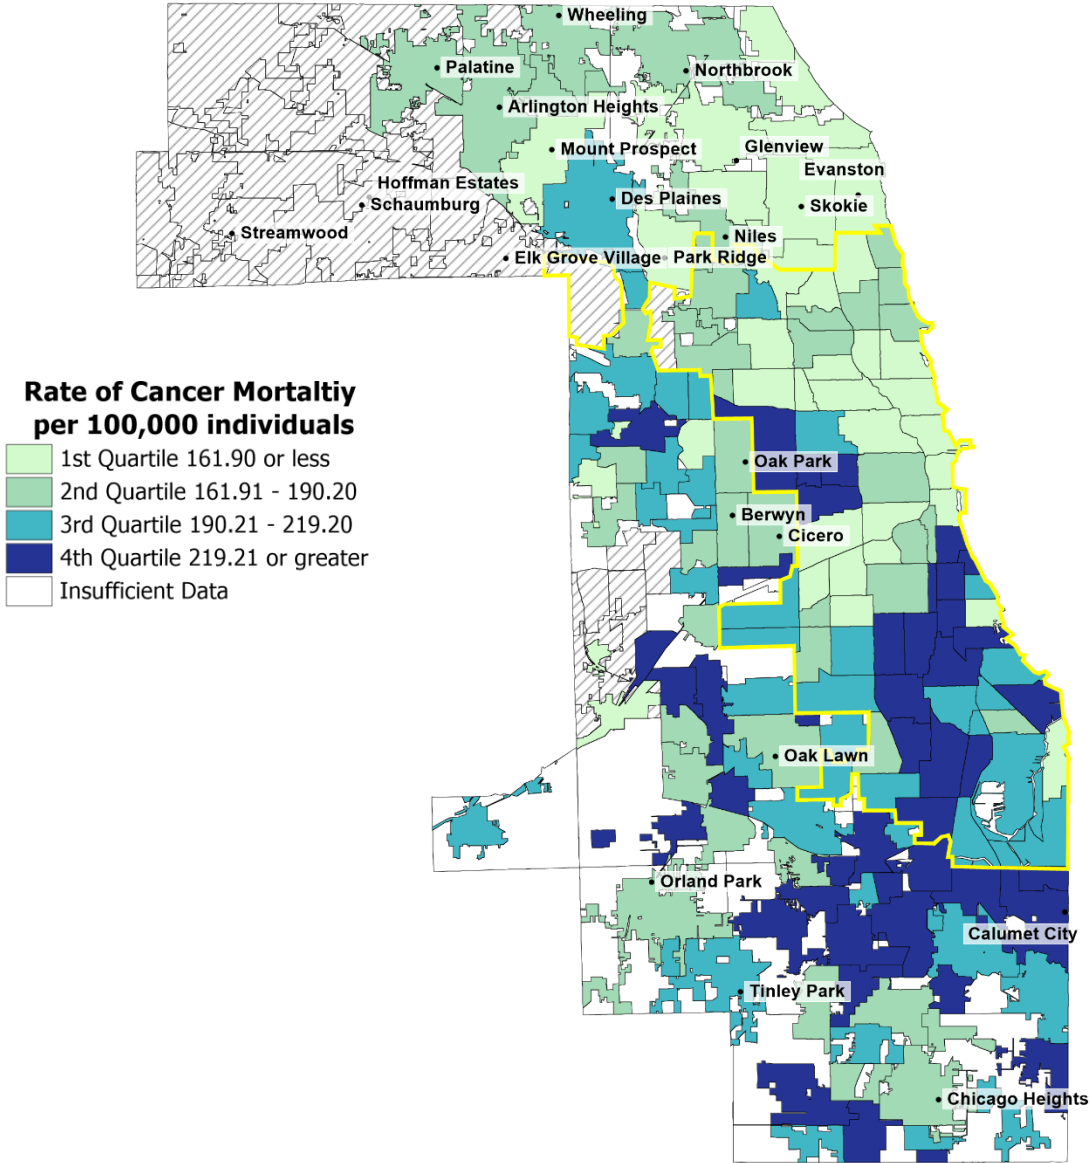 Wheeling
Palatine
Northbrook
Arlington Heights
Mount Prospect
Glenview
Evanston
Hoffman Estates
Des Plaines
Schaumburg
Skokie
Streamwood
Niles
Elk Grove Village
Park Ridge
Rate of Cancer Mortaltiy
per 100,000 individuals
1st Quartile 161.90 or less
2nd Quartile 161.91 - 190.20
3rd Quartile 190.21 - 219.20
4th Quartile 219.21 or greater
Insufficient Data
Oak Park
Berwyn
Cicero
Oak Lawn
Orland Park
Calumet City
Tinley Park
Chicago Heights